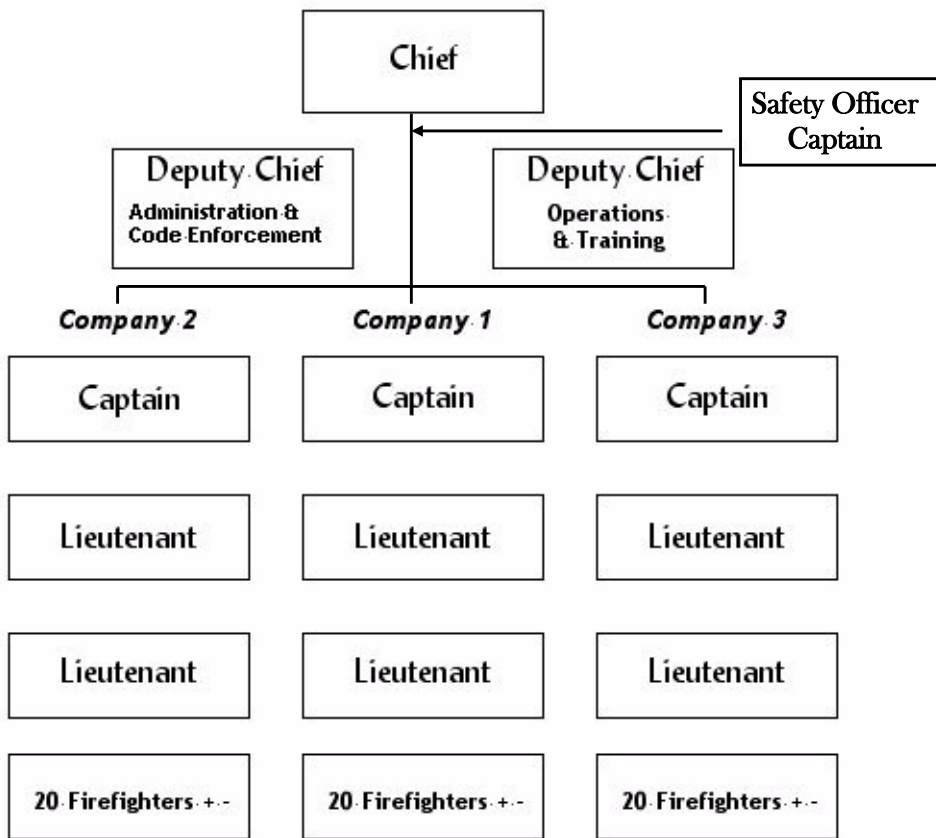 Chief
Safety Officer
Captain
Deputy Chief
Administration &
Code Enforcement
Deputy Chief
Operations
& Training
Company 2
Company 1
Company 3
Captain
Captain
Captain
Lieutenant
Lieutenant
Lieutenant
Lieutenant
Lieutenant
Lieutenant
20 Firefighters + -
20 Firefighters + -
20 Firefighters + -